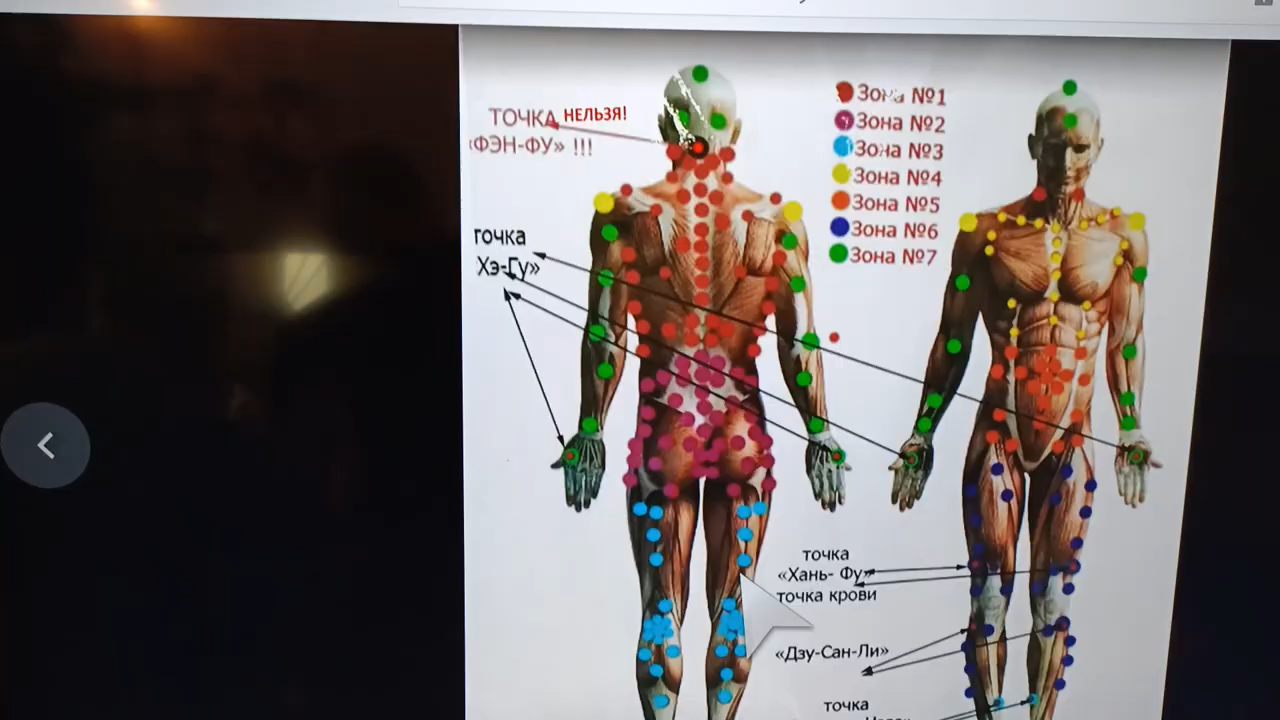 ТОЧКА НЕЛЬЗЯ!
«ФЭН-ФУ» !!!
точка
Хэ-Гу»
Зона №1
Зона №2
Зона №3
Зона №4
Зона №5
Зона №6
Зона №7
точка
«Хань- Фу»
точка крови
«Дзу-Сан-Ли»
точка